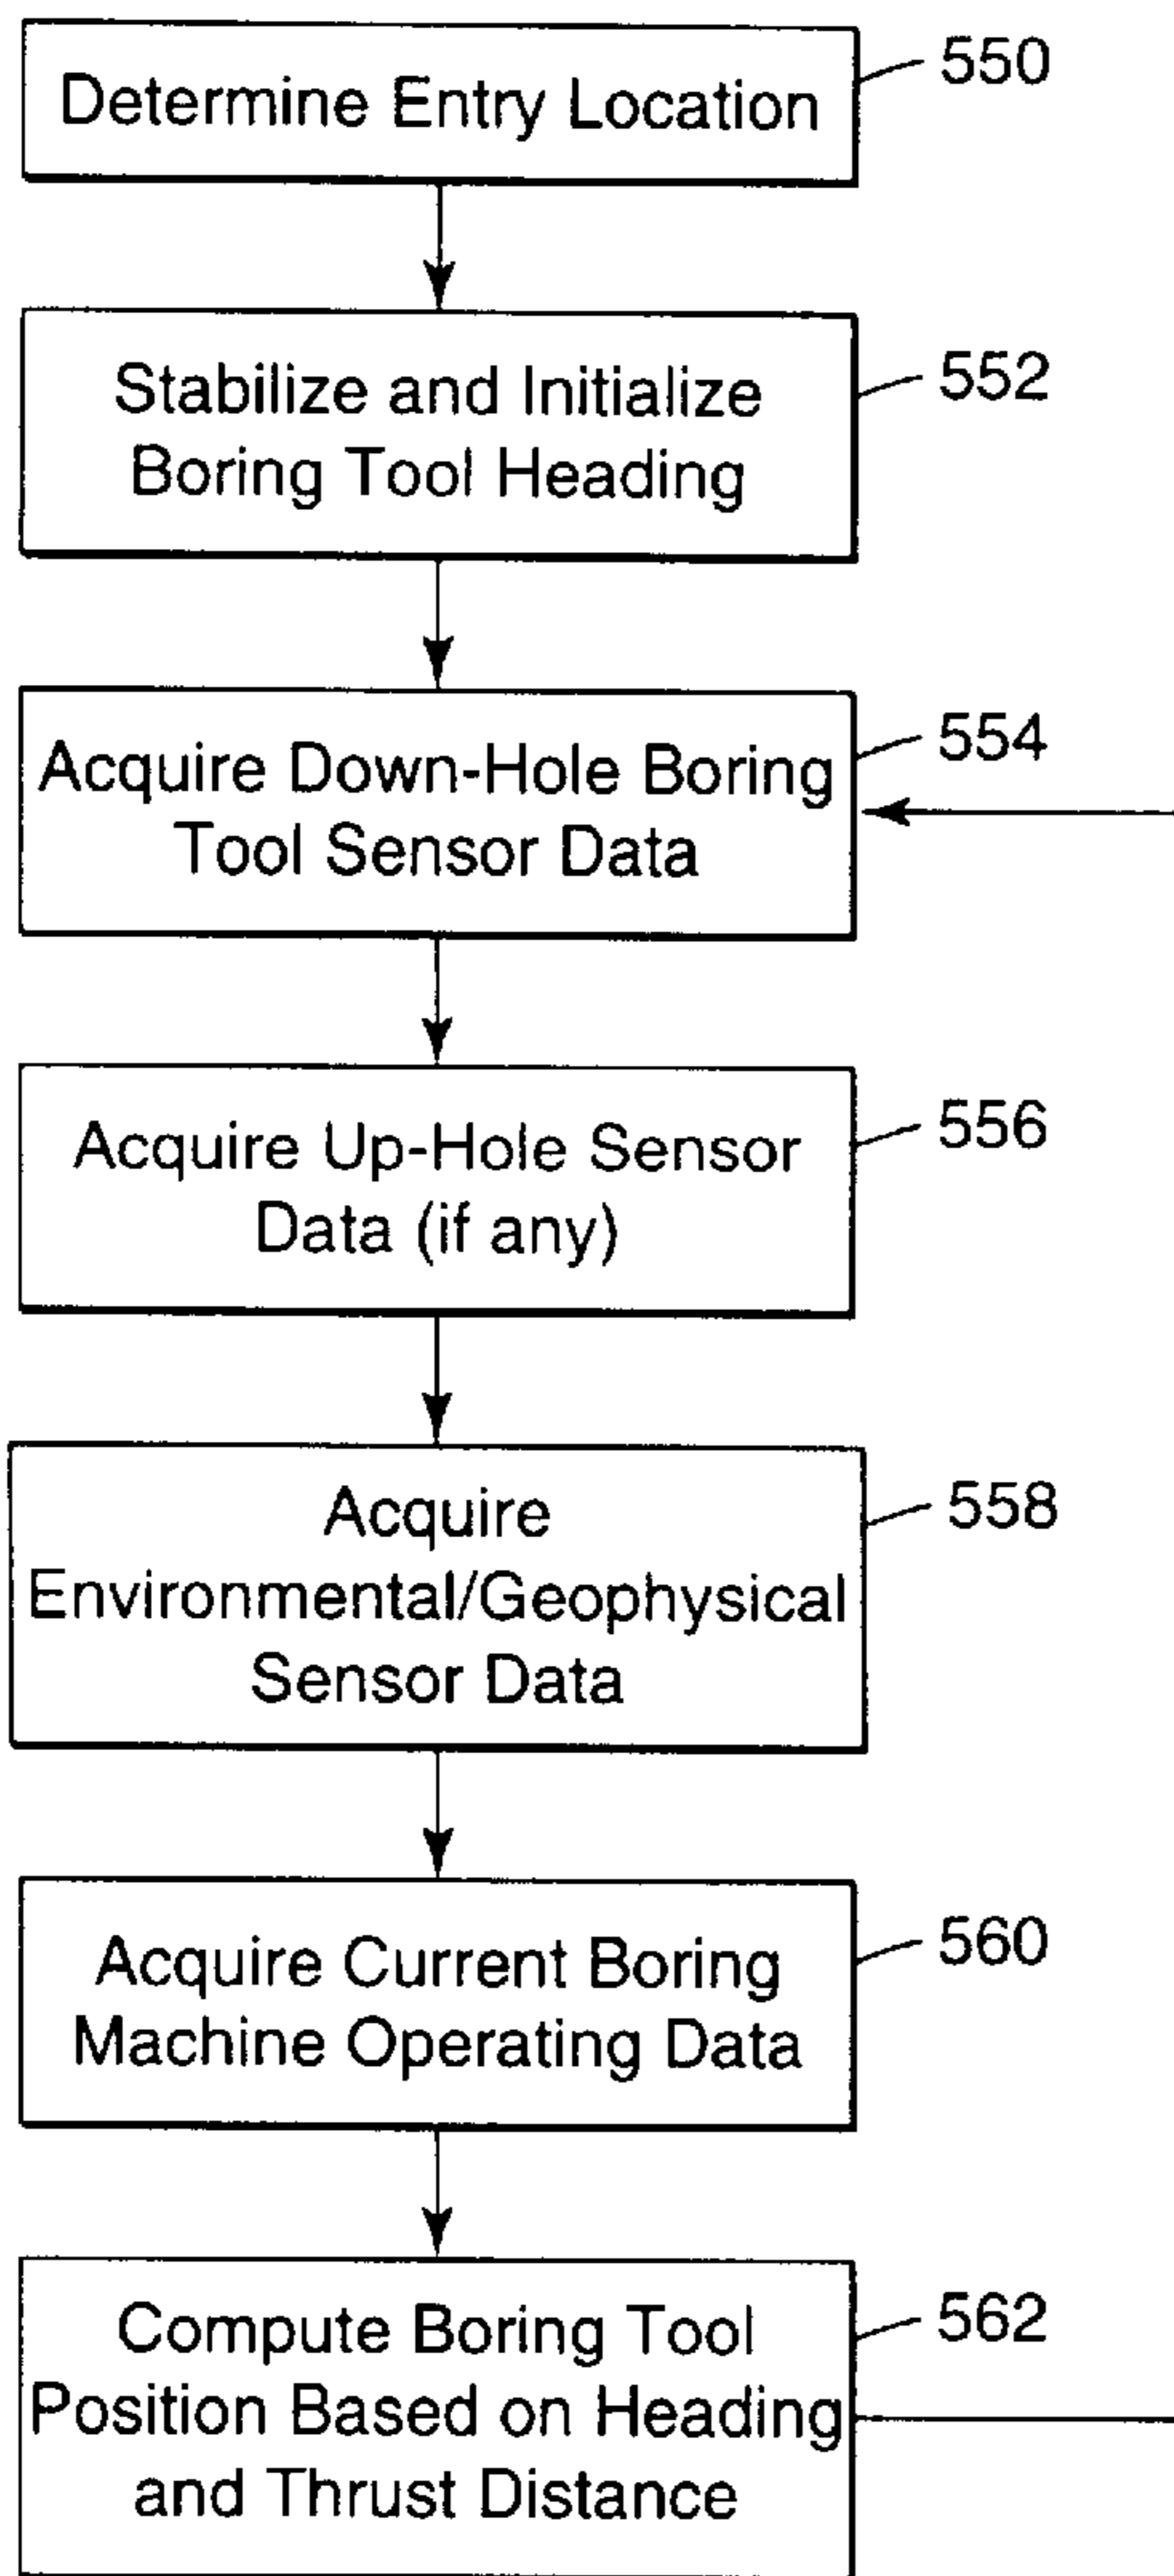 Determine Entry Location
550
Stabilize and Initialize
Boring Tool Heading
552
Acquire Down-Hole Boring
Tool Sensor Data
554
Acquire Up-Hole Sensor
Data (if any)
556
Acquire
Environmental/Geophysical
Sensor Data
558
Acquire Current Boring
Machine Operating Data
560
Compute Boring Tool
Position Based on Heading
and Thrust Distance
562